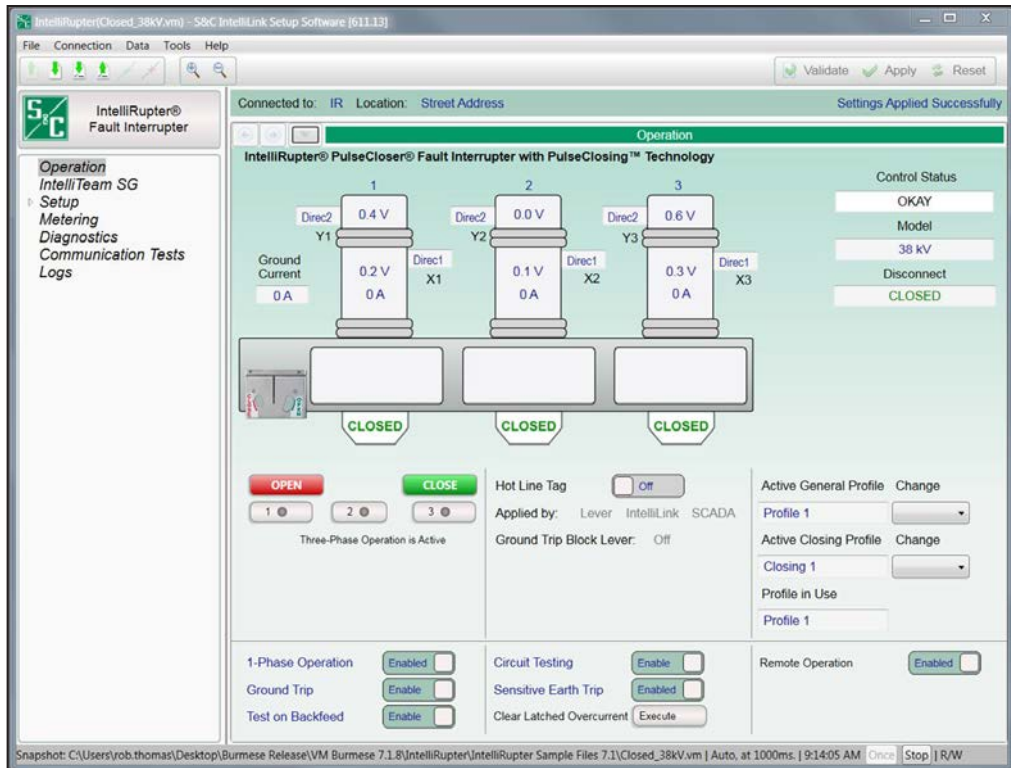 IntelliRupter(Closed_38kV.vm) - S&C IntelliLink Setup Software [611.13]
File Connection Data Tools Help
Validate Apply Reset
S&C
IntelliRupter®
Fault Interrupter
Connected to: IR Location: Street Address Settings Applied Successfully
Operation
IntelliTeam SG
Setup
Metering
Diagnostics
Communication Tests
Logs
Operation
IntelliRupter® PulseCloser® Fault Interrupter with PulseClosing™ Technology
1 2 3
Direc2 0.4 V Direc2 0.0 V Direc2 0.6 V
Y1 Y2 Y3
Ground
Current
0 A
0.2 V Direc1 X1
0 A
0.1 V Direc1 X2
0 A
0.3 V Direc1 X3
0 A
Control Status
OKAY
Model
38 kV
Disconnect
CLOSED
CLOSED CLOSED CLOSED
OPEN CLOSE
1 2 3
Three-Phase Operation is Active
Hot Line Tag Off
Applied by: Lever IntelliLink SCADA
Ground Trip Block Lever: Off
Active General Profile Change
Profile 1
Active Closing Profile Change
Closing 1
Profile in Use
Profile 1
1-Phase Operation Enabled
Ground Trip Enable
Test on Backfeed Enable
Circuit Testing Enable
Sensitive Earth Trip Enabled
Clear Latched Overcurrent Execute
Remote Operation Enabled
Snapshot: C:\Users\rob.thomas\Desktop\Burmese Release\VM Burmese 7.1.8\IntelliRupter\IntelliRupter Sample Files 7.1\Closed_38kV.vm | Auto, at 1000ms. | 9:14:05 AM Once Stop | R/W